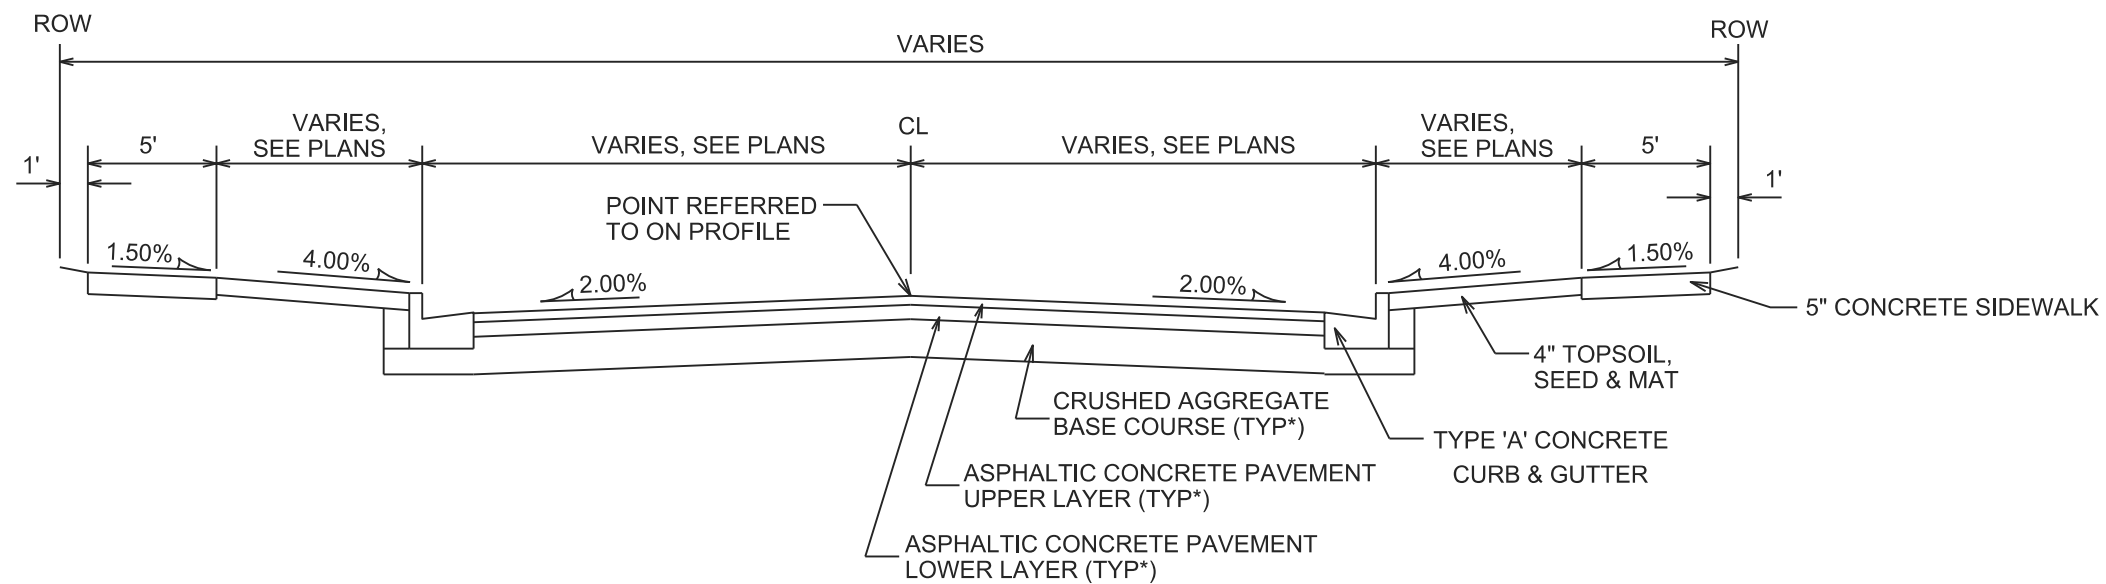 ROW
ROW
VARIES
VARIES,
SEE PLANS
VARIES, SEE PLANS
CL
VARIES, SEE PLANS
VARIES,
SEE PLANS
1'
5'
5'
1'
POINT REFERRED
TO ON PROFILE
1.50%
4.00%
2.00%
2.00%
4.00%
1.50%
5" CONCRETE SIDEWALK
4" TOPSOIL,
SEED & MAT
CRUSHED AGGREGATE
BASE COURSE (TYP*)
TYPE 'A' CONCRETE
CURB & GUTTER
ASPHALTIC CONCRETE PAVEMENT
UPPER LAYER (TYP*)
ASPHALTIC CONCRETE PAVEMENT
LOWER LAYER (TYP*)